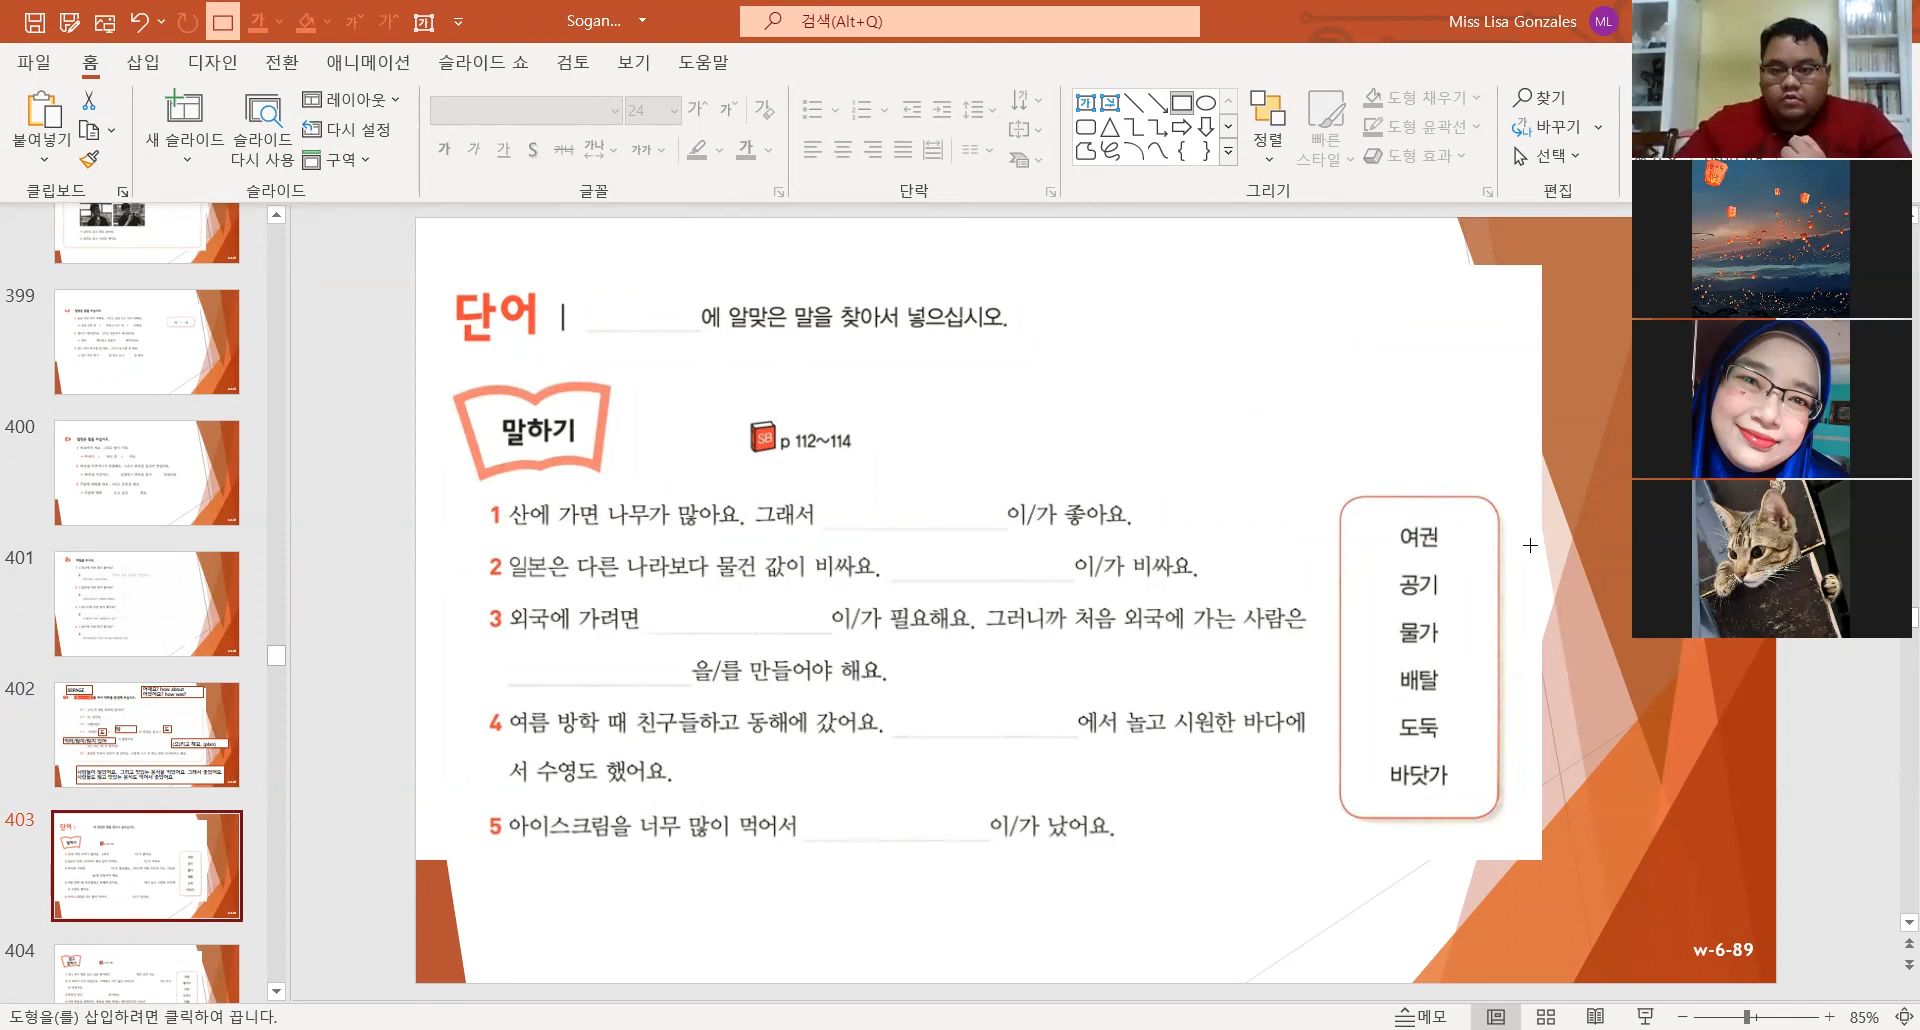 Sogan...
검색(Alt+Q)
Miss Lisa Gonzales
ML
파일 홈 삽입 디자인 전환 애니메이션 슬라이드 쇼 검토 보기 도움말
붙여넣기
새 슬라이드
슬라이드 다시 사용
레이아웃
다시 설정
구역
24
도형 채우기
도형 윤곽선
도형 효과
정렬
빠른 스타일
찾기
바꾸기
선택
클립보드 슬라이드 글꼴 단락 그리기 편집
399
400
401
402
403
404
단어 | 에 알맞은 말을 찾아서 넣으십시오.
말하기
SB p 112~114
1 산에 가면 나무가 많아요. 그래서 이/가 좋아요.
2 일본은 다른 나라보다 물건 값이 비싸요. 이/가 비싸요.
3 외국에 가려면 이/가 필요해요. 그러니까 처음 외국에 가는 사람은
을/를 만들어야 해요.
4 여름 방학 때 친구들하고 동해에 갔어요. 에서 놀고 시원한 바다에
서 수영도 했어요.
5 아이스크림을 너무 많이 먹어서 이/가 났어요.
여권
공기
물가
배탈
도둑
바닷가
w-6-89
도형을(를) 삽입하려면 클릭하여 끕니다.
메모
85%